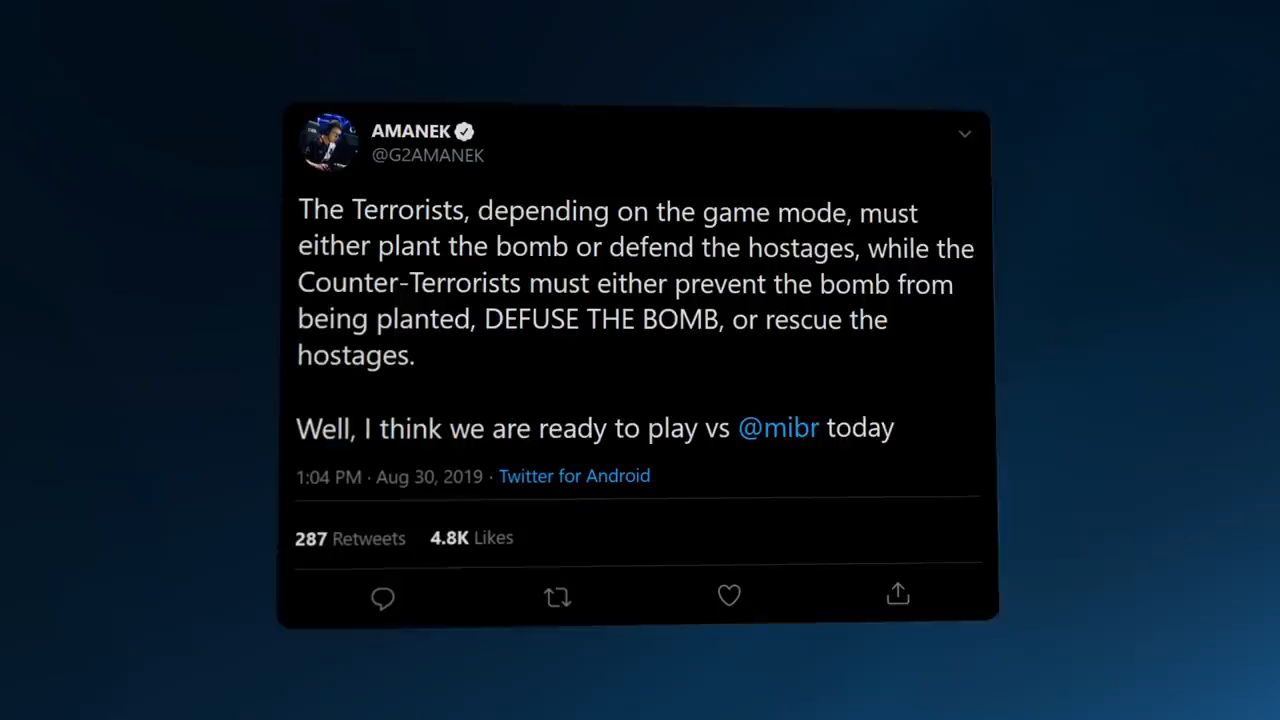 AMANEK
@G2AMANEK
The Terrorists, depending on the game mode, must
either plant the bomb or defend the hostages, while the
Counter-Terrorists must either prevent the bomb from
being planted, DEFUSE THE BOMB, or rescue the
hostages.
Well, I think we are ready to play vs @mibr today
1:04 PM · Aug 30, 2019 · Twitter for Android
287 Retweets 4.8K Likes